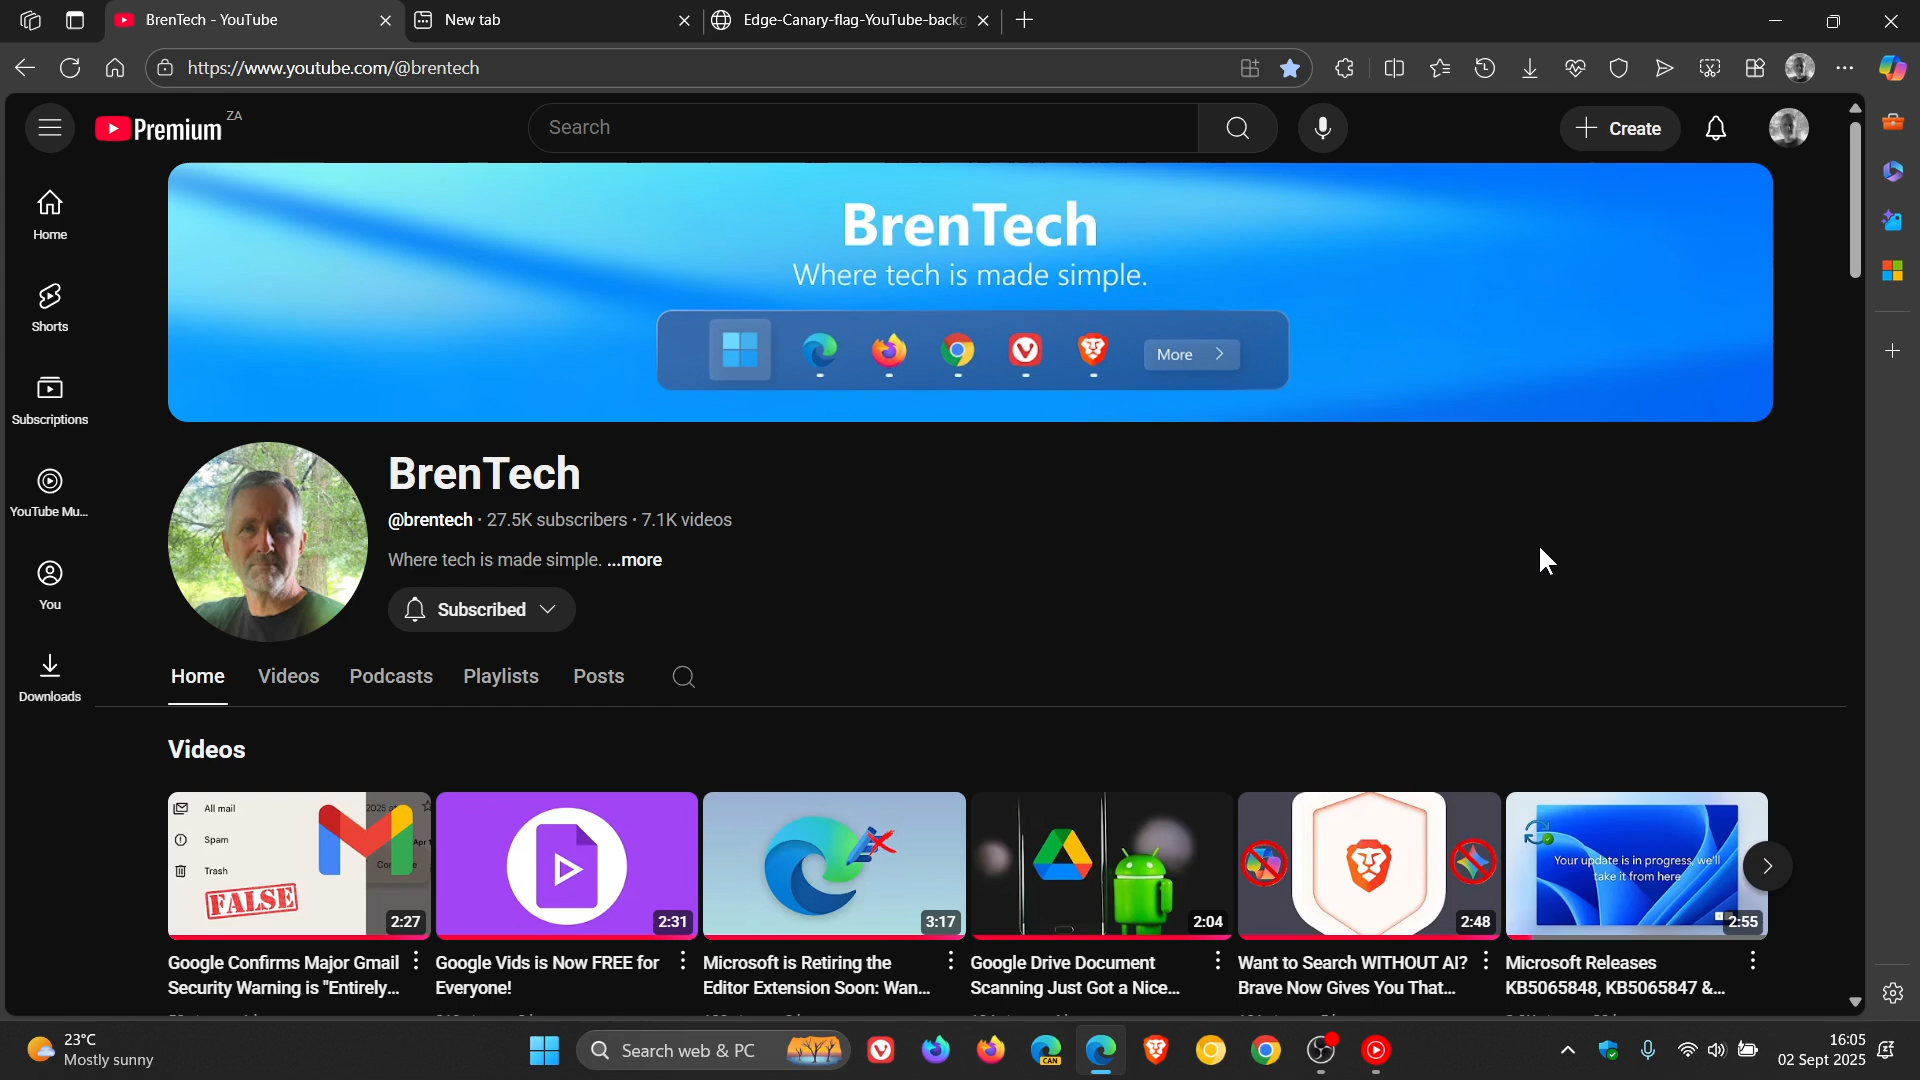 BrenTech - YouTube
New tab
Edge-Canary-flag-YouTube-backg
https://www.youtube.com/@brentech
Premium ZA
Search
Create
Home
Shorts
Subscriptions
YouTube Mu...
You
Downloads
BrenTech
Where tech is made simple.
More
BrenTech
@brentech · 27.5K subscribers · 7.1K videos
Where tech is made simple. ...more
Subscribed
Home Videos Podcasts Playlists Posts
Videos
All mail
Spam
Trash
FALSE
2:27
2:31
3:17
2:04
2:48
Your update is in progress, we'll
take it from here
2:55
Google Confirms Major Gmail
Security Warning is "Entirely...
Google Vids is Now FREE for
Everyone!
Microsoft is Retiring the
Editor Extension Soon: Wan...
Google Drive Document
Scanning Just Got a Nice...
Want to Search WITHOUT AI?
Brave Now Gives You That...
Microsoft Releases
KB5065848, KB5065847 &...
23°C
Mostly sunny
Search web & PC
CAN
16:05
02 Sept 2025